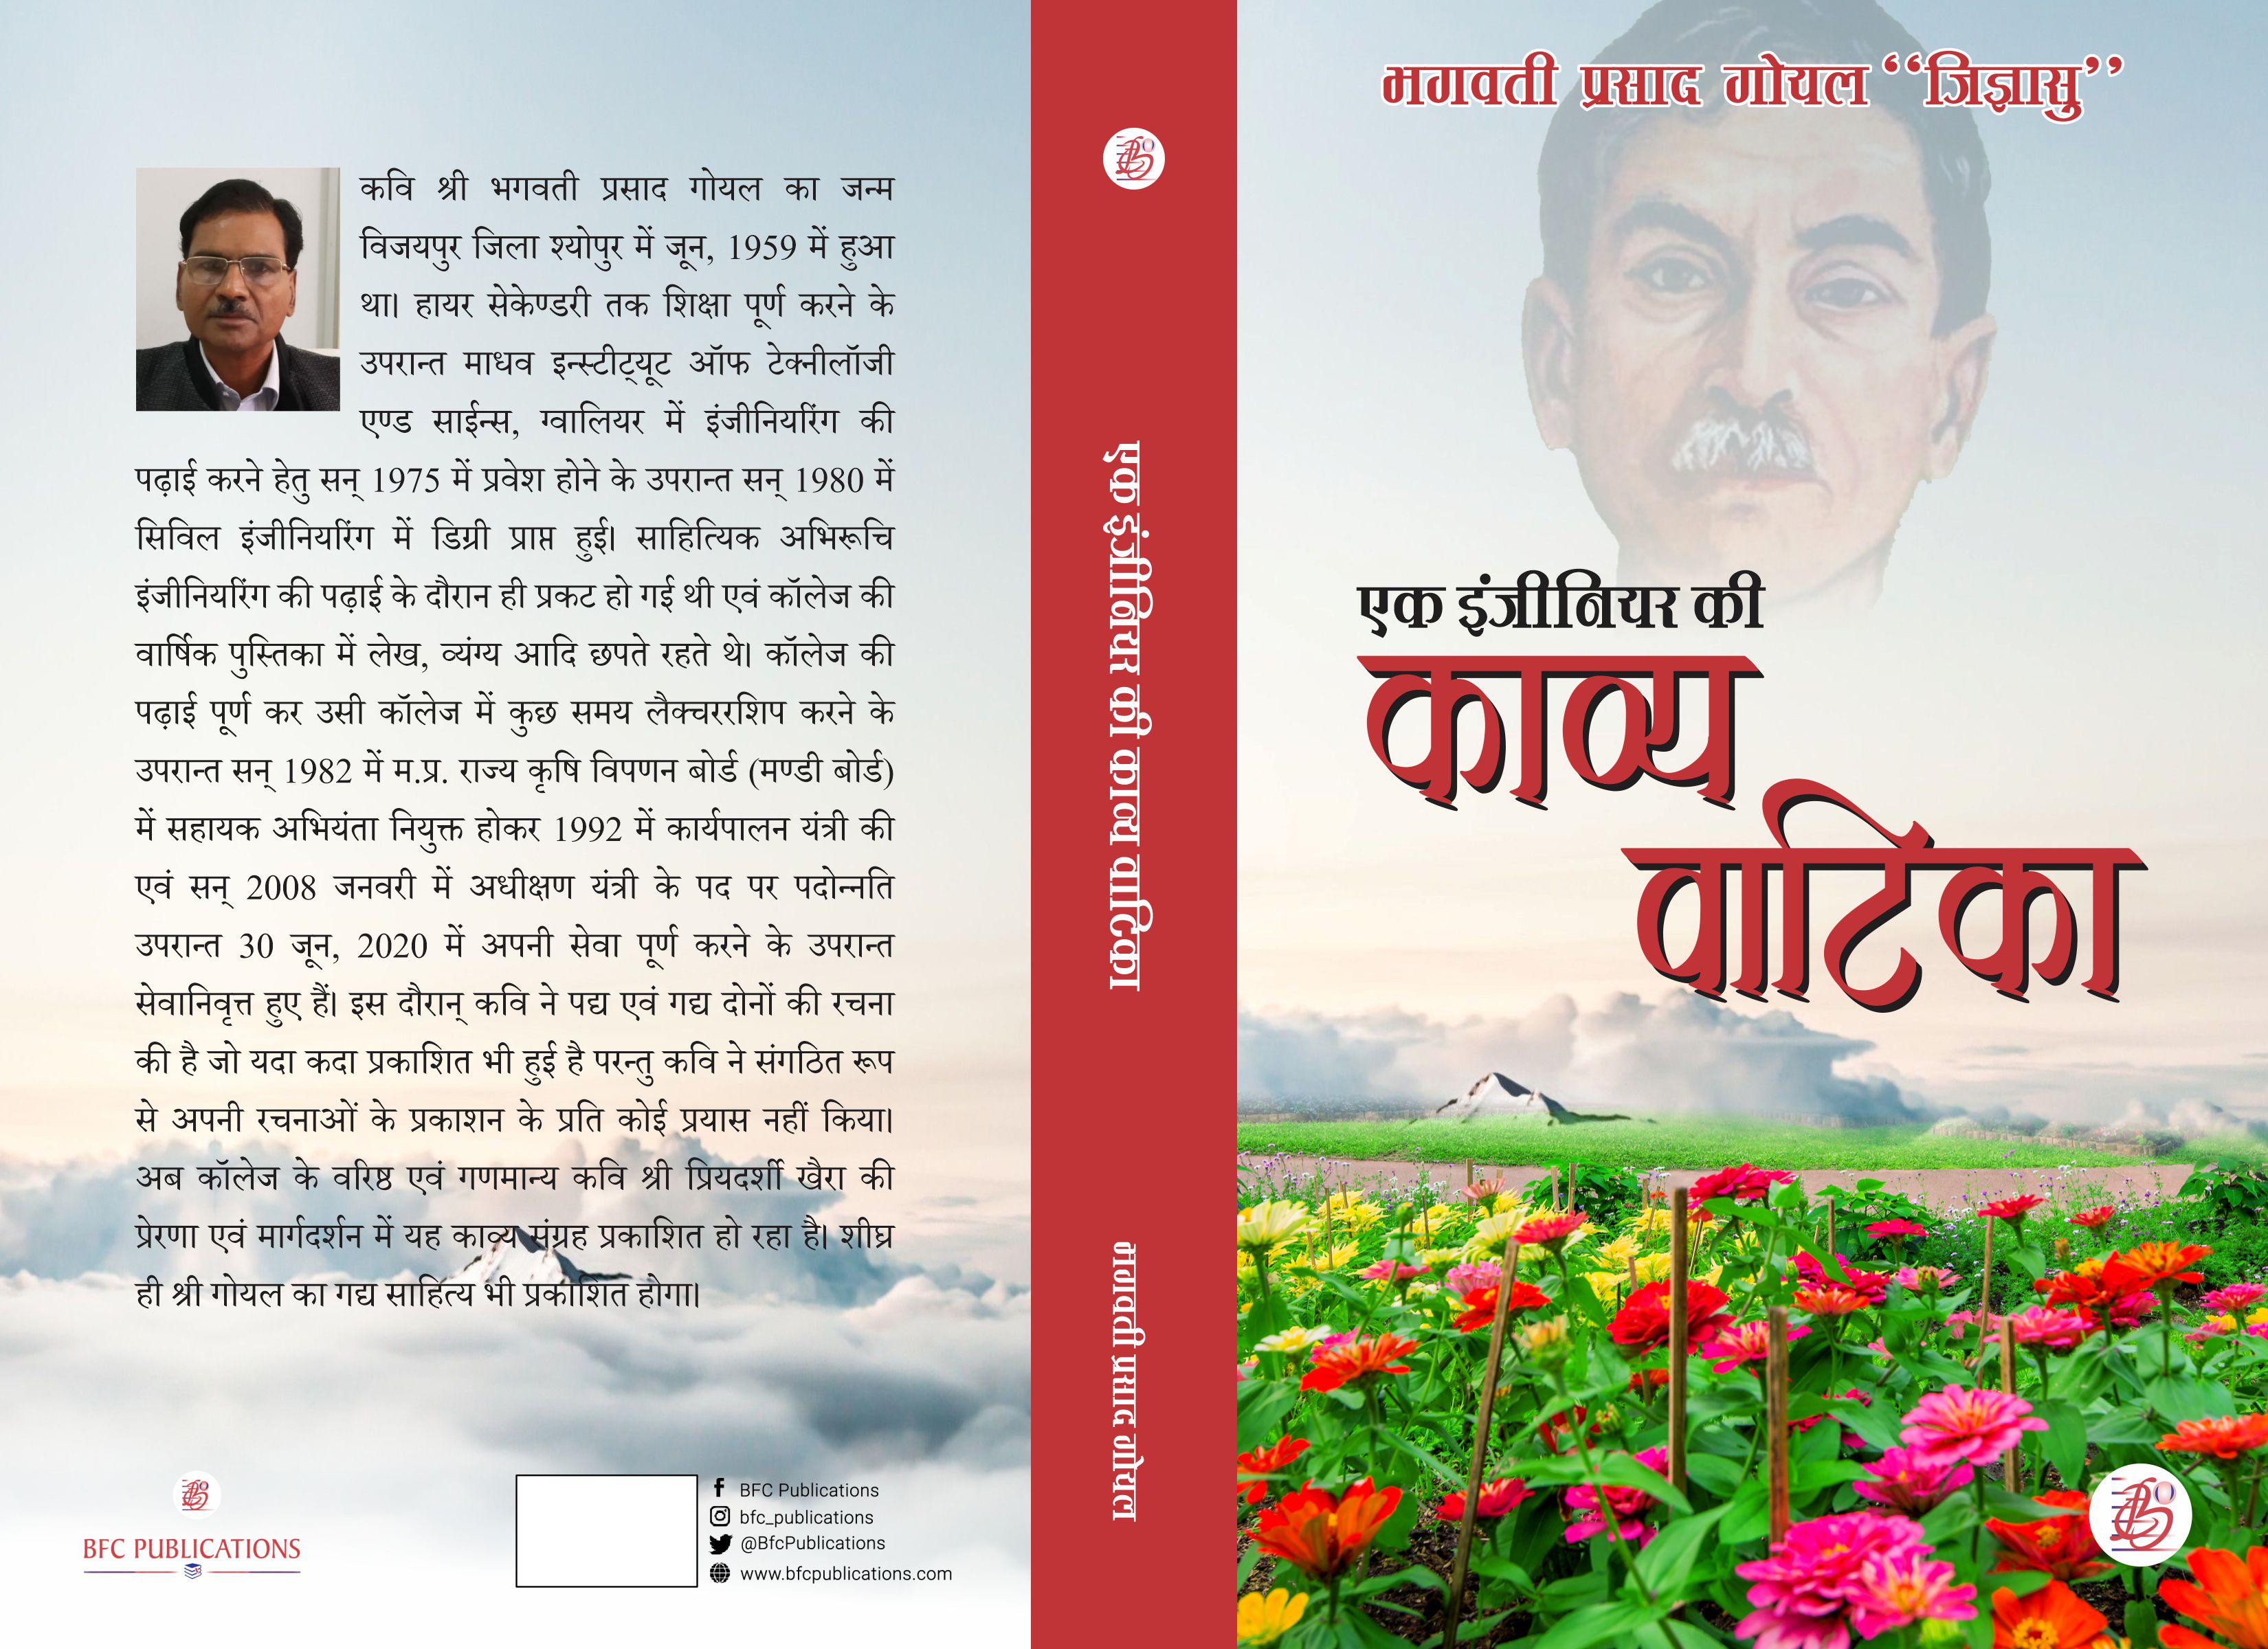 कवि श्री भगवती प्रसाद गोयल का जन्म
विजयपुर जिला श्योपुर में जून, 1959 में हुआ
था। हायर सेकेण्डरी तक शिक्षा पूर्ण करने के
उपरान्त माधव इन्स्टीट्यूट ऑफ टेक्नीलॉजी
एण्ड साईन्स, ग्वालियर में इंजीनियरिंग की
पढ़ाई करने हेतु सन् 1975 में प्रवेश होने के उपरान्त सन् 1980 में
सिविल इंजीनियरिंग में डिग्री प्राप्त हुई। साहित्यिक अभिरूचि
इंजीनियरिंग की पढ़ाई के दौरान ही प्रकट हो गई थी एवं कॉलेज की
वार्षिक पुस्तिका में लेख, व्यंग्य आदि छपते रहते थे। कॉलेज की
पढ़ाई पूर्ण कर उसी कॉलेज में कुछ समय लैक्चररशिप करने के
उपरान्त सन् 1982 में म.प्र. राज्य कृषि विपणन बोर्ड (मण्डी बोर्ड)
में सहायक अभियंता नियुक्त होकर 1992 में कार्यपालन यंत्री की
एवं सन् 2008 जनवरी में अधीक्षण यंत्री के पद पर पदोन्नति
उपरान्त 30 जून, 2020 में अपनी सेवा पूर्ण करने के उपरान्त
सेवानिवृत्त हुए हैं। इस दौरान् कवि ने पद्य एवं गद्य दोनों की रचना
की है जो यदा कदा प्रकाशित भी हुई है परन्तु कवि ने संगठित रूप
से अपनी रचनाओं के प्रकाशन के प्रति कोई प्रयास नहीं किया।
अब कॉलेज के वरिष्ठ एवं गणमान्य कवि श्री प्रियदर्शी खैरा की
प्रेरणा एवं मार्गदर्शन में यह काव्य संग्रह प्रकाशित हो रहा है। शीघ्र
ही श्री गोयल का गद्य साहित्य भी प्रकाशित होगा।
BFC PUBLICATIONS
BFC Publications
bfc_publications
@BfcPublications
www.bfcpublications.com
एक इंजीनियर की काव्य वाटिका
भगवती प्रसाद गोयल
भगवती प्रसाद गोयल “जिज्ञासु”
एक इंजीनियर की
काव्य
वाटिका